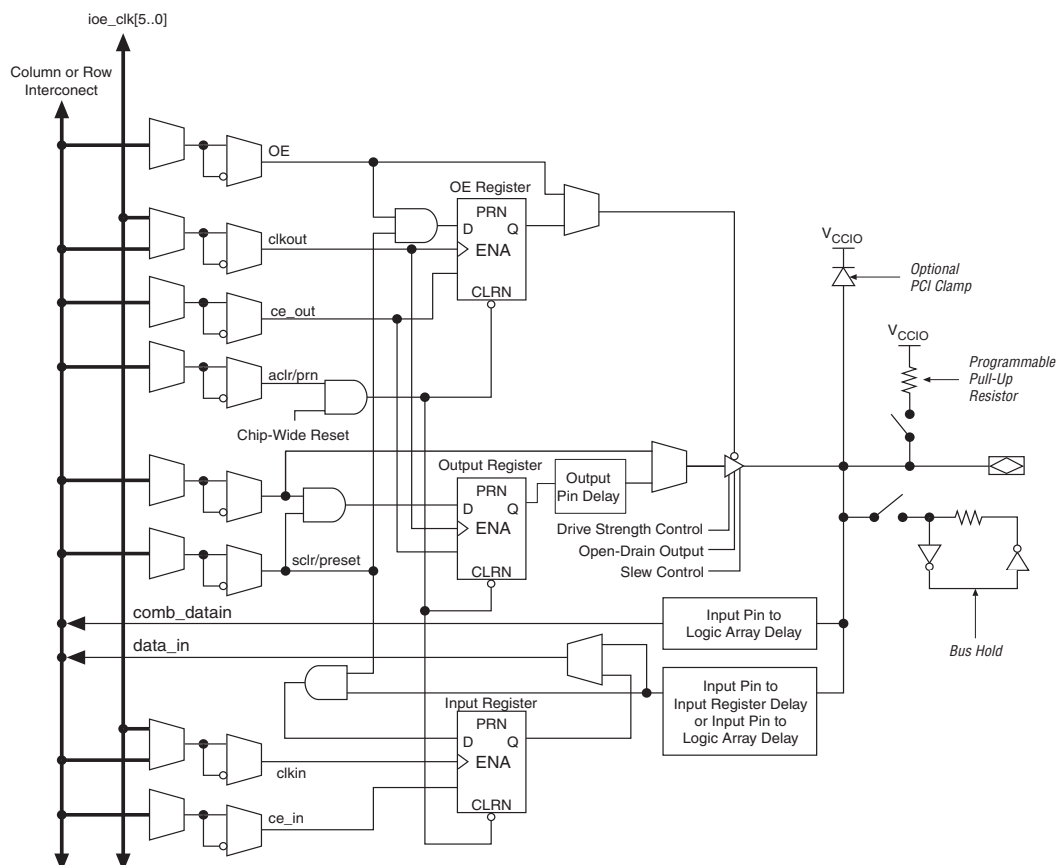 ioe_clk[5..0]
Column or Row
Interconect
OE
OE Register
PRN
D
Q
clkout
ENA
VCCIO
Optional
PCI Clamp
ce_out
CLRN
VCCIO
Programmable
Pull-Up
Resistor
aclr/prn
Chip-Wide Reset
Output Register
PRN
Output
Pin Delay
D
Q
ENA
Drive Strength Control
Open-Drain Output
sclr/preset
Slew Control
CLRN
comb_datain
Input Pin to
Logic Array Delay
data_in
Bus Hold
Input Pin to
Input Register Delay
or Input Pin to
Logic Array Delay
Input Register
PRN
D
Q
ENA
clkin
CLRN
ce_in